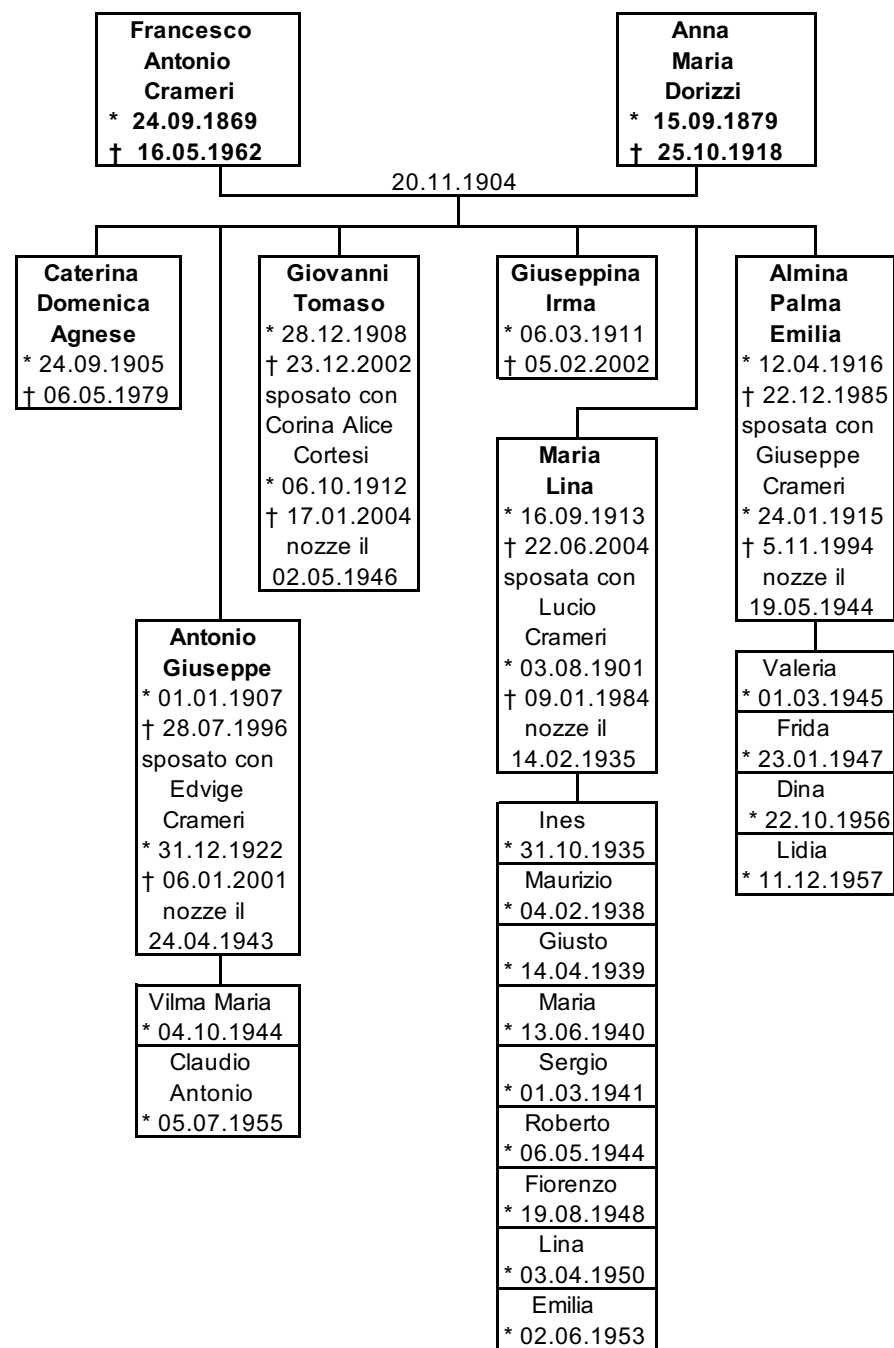 Francesco
Antonio
Crameri
* 24.09.1869
† 16.05.1962
Anna
Maria
Dorizzi
* 15.09.1879
† 25.10.1918
20.11.1904
Caterina
Domenica
Agnese
* 24.09.1905
† 06.05.1979
Giovanni
Tomaso
* 28.12.1908
† 23.12.2002
sposato con
Corina Alice
Cortesi
* 06.10.1912
† 17.01.2004
nozze il
02.05.1946
Giuseppina
Irma
* 06.03.1911
† 05.02.2002
Almina
Palma
Emilia
* 12.04.1916
† 22.12.1985
sposata con
Giuseppe
Crameri
* 24.01.1915
† 5.11.1994
nozze il
19.05.1944
Valeria
* 01.03.1945
Frida
* 23.01.1947
Dina
* 22.10.1956
Lidia
* 11.12.1957
Maria
Lina
* 16.09.1913
† 22.06.2004
sposata con
Lucio
Crameri
* 03.08.1901
† 09.01.1984
nozze il
14.02.1935
Ines
* 31.10.1935
Maurizio
* 04.02.1938
Giusto
* 14.04.1939
Maria
* 13.06.1940
Sergio
* 01.03.1941
Roberto
* 06.05.1944
Fiorenzo
* 19.08.1948
Lina
* 03.04.1950
Emilia
* 02.06.1953
Antonio
Giuseppe
* 01.01.1907
† 28.07.1996
sposato con
Edvige
Crameri
* 31.12.1922
† 06.01.2001
nozze il
24.04.1943
Vilma Maria
* 04.10.1944
Claudio
Antonio
* 05.07.1955